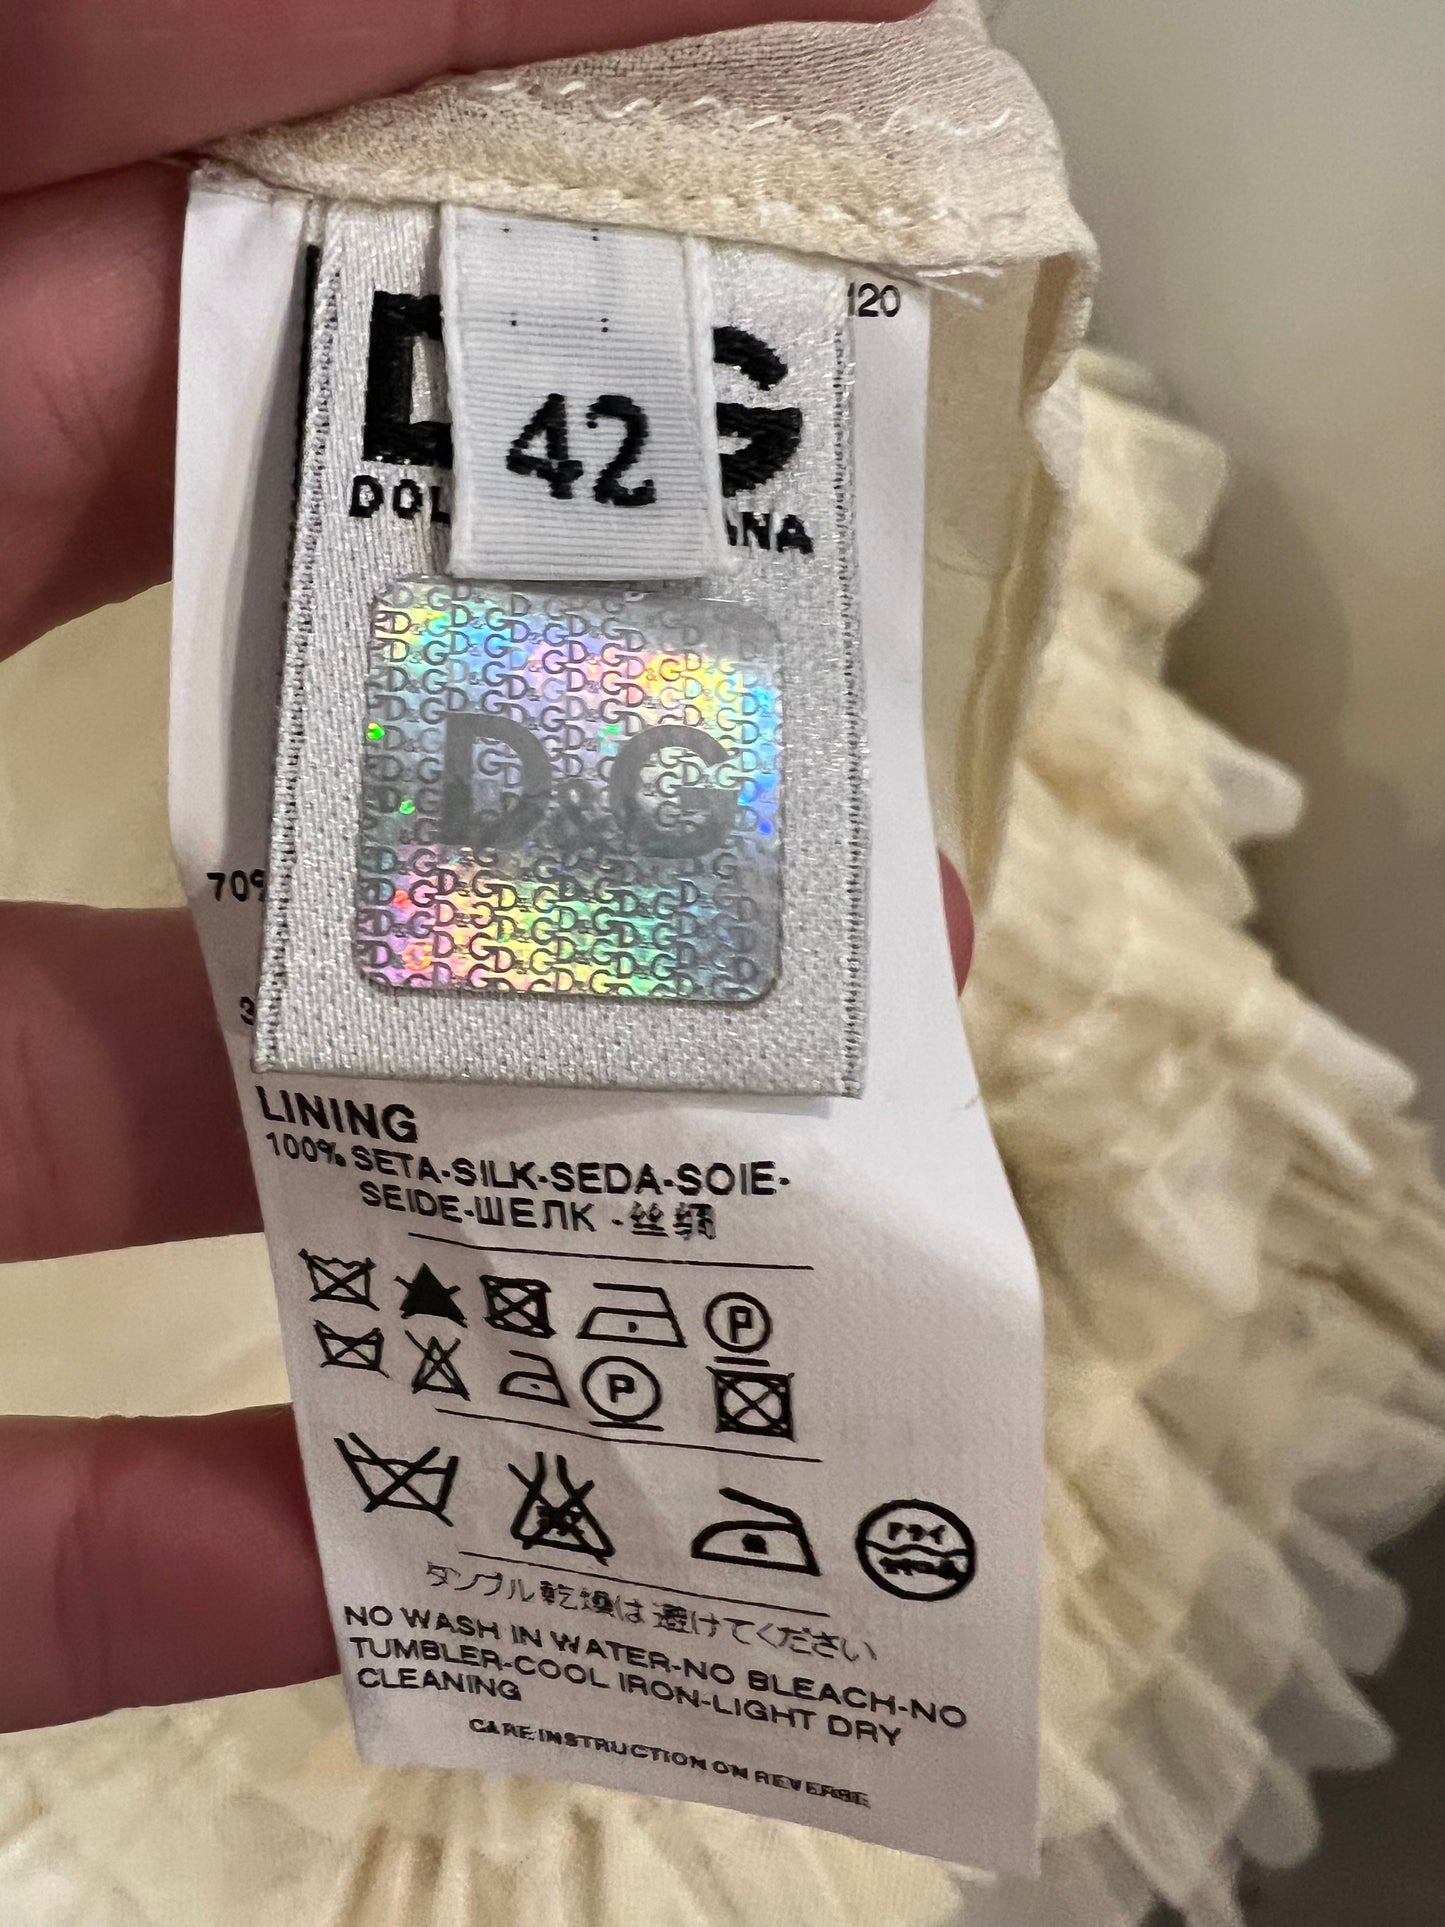 120
42
DOL
ANA
D&G
70%
3
LINING
100% SETA-SILK-SEDA-SOIE-
SEIDE-ШЕЛК -丝绸
P
P
タンブル乾燥は避けてください
NO WASH IN WATER-NO BLEACH-NO
TUMBLER-COOL IRON-LIGHT DRY
CLEANING
CARE INSTRUCTION ON REVERSE